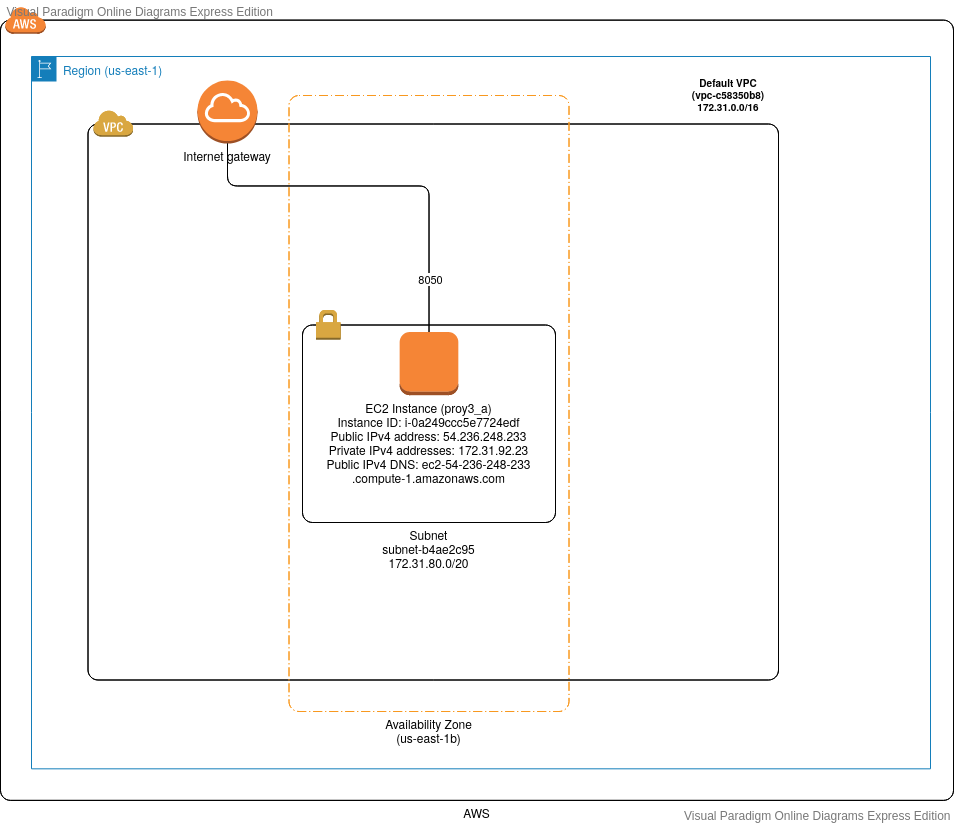 Visual Paradigm Online Diagrams Express Edition
AWS
Region (us-east-1)
Default VPC
(vpc-c58350b8)
172.31.0.0/16
VPC
Internet gateway
8050
EC2 Instance (proy3_a)
Instance ID: i-0a249ccc5e7724edf
Public IPv4 address: 54.236.248.233
Private IPv4 addresses: 172.31.92.23
Public IPv4 DNS: ec2-54-236-248-233
.compute-1.amazonaws.com
Subnet
subnet-b4ae2c95
172.31.80.0/20
Availability Zone
(us-east-1b)
AWS
Visual Paradigm Online Diagrams Express Edition